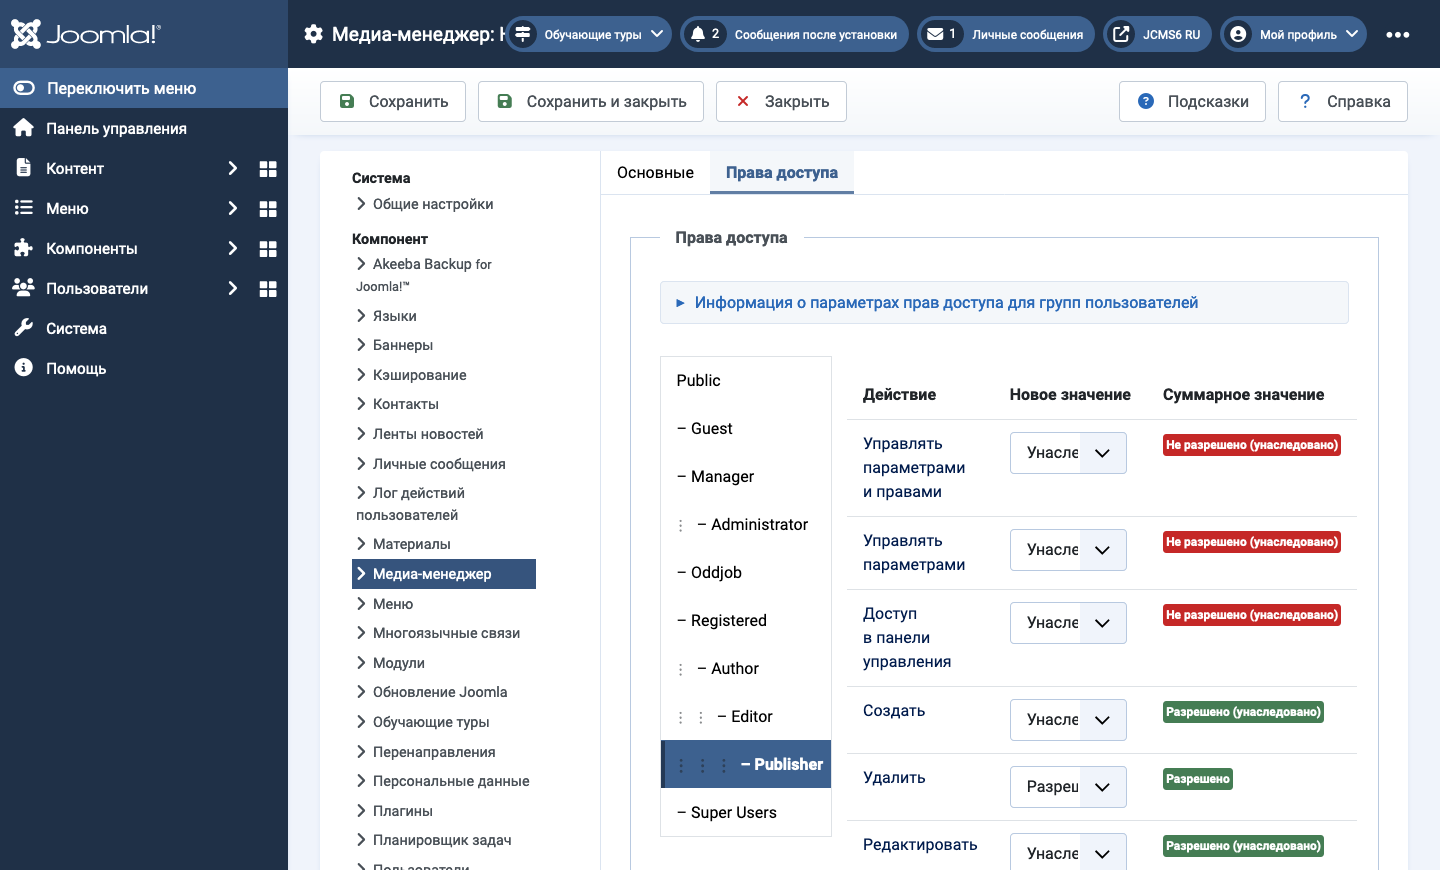 Joomla!®
Медиа-менеджер:
Обучающие туры
2 Сообщения после установки
1 Личные сообщения
JCMS6 RU
Мой профиль
Переключить меню
Панель управления
Контент
Меню
Компоненты
Пользователи
Система
Помощь
Сохранить
Сохранить и закрыть
Закрыть
Подсказки
? Справка
Система
Общие настройки
Компонент
Akeeba Backup for
Joomla!™
Языки
Баннеры
Кэширование
Контакты
Ленты новостей
Личные сообщения
Лог действий
пользователей
Материалы
Медиа-менеджер
Меню
Многоязычные связи
Модули
Обновление Joomla
Обучающие туры
Перенаправления
Персональные данные
Плагины
Планировщик задач
Пользователи
Основные
Права доступа
Права доступа
Информация о параметрах прав доступа для групп пользователей
Public
– Guest
– Manager
– Administrator
– Oddjob
– Registered
– Author
– Editor
– Publisher
– Super Users
Действие Новое значение Суммарное значение
Управлять
параметрами
и правами
Унасле
Не разрешено (унаследовано)
Управлять
параметрами
Унасле
Не разрешено (унаследовано)
Доступ
в панели
управления
Унасле
Не разрешено (унаследовано)
Создать
Унасле
Разрешено (унаследовано)
Удалить
Разреш
Разрешено
Редактировать
Унасле
Разрешено (унаследовано)